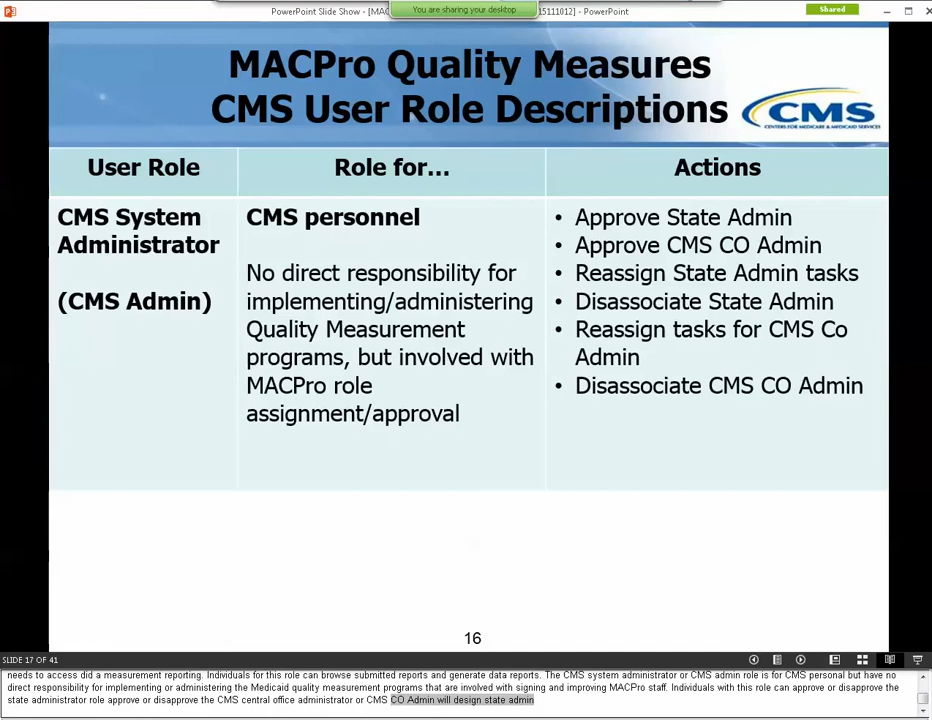 PowerPoint Slide Show - [MAC
You are sharing your desktop
15111012] - PowerPoint
Shared
MACPro Quality Measures
CMS User Role Descriptions
CMS
CENTERS FOR MEDICARE & MEDICAID SERVICES
User Role
Role for…
Actions
CMS System
Administrator
(CMS Admin)
CMS personnel
No direct responsibility for
implementing/administering
Quality Measurement
programs, but involved with
MACPro role
assignment/approval
• Approve State Admin
• Approve CMS CO Admin
• Reassign State Admin tasks
• Disassociate State Admin
• Reassign tasks for CMS Co
Admin
• Disassociate CMS CO Admin
16
SLIDE 17 OF 41
needs to access did a measurement reporting. Individuals for this role can browse submitted reports and generate data reports. The CMS system administrator or CMS admin role is for CMS personal but have no
direct responsibility for implementing or administering the Medicaid quality measurement programs that are involved with signing and improving MACPro staff. Individuals with this role can approve or disapprove the
state administrator role approve or disapprove the CMS central office administrator or CMS CO Admin will design state admin